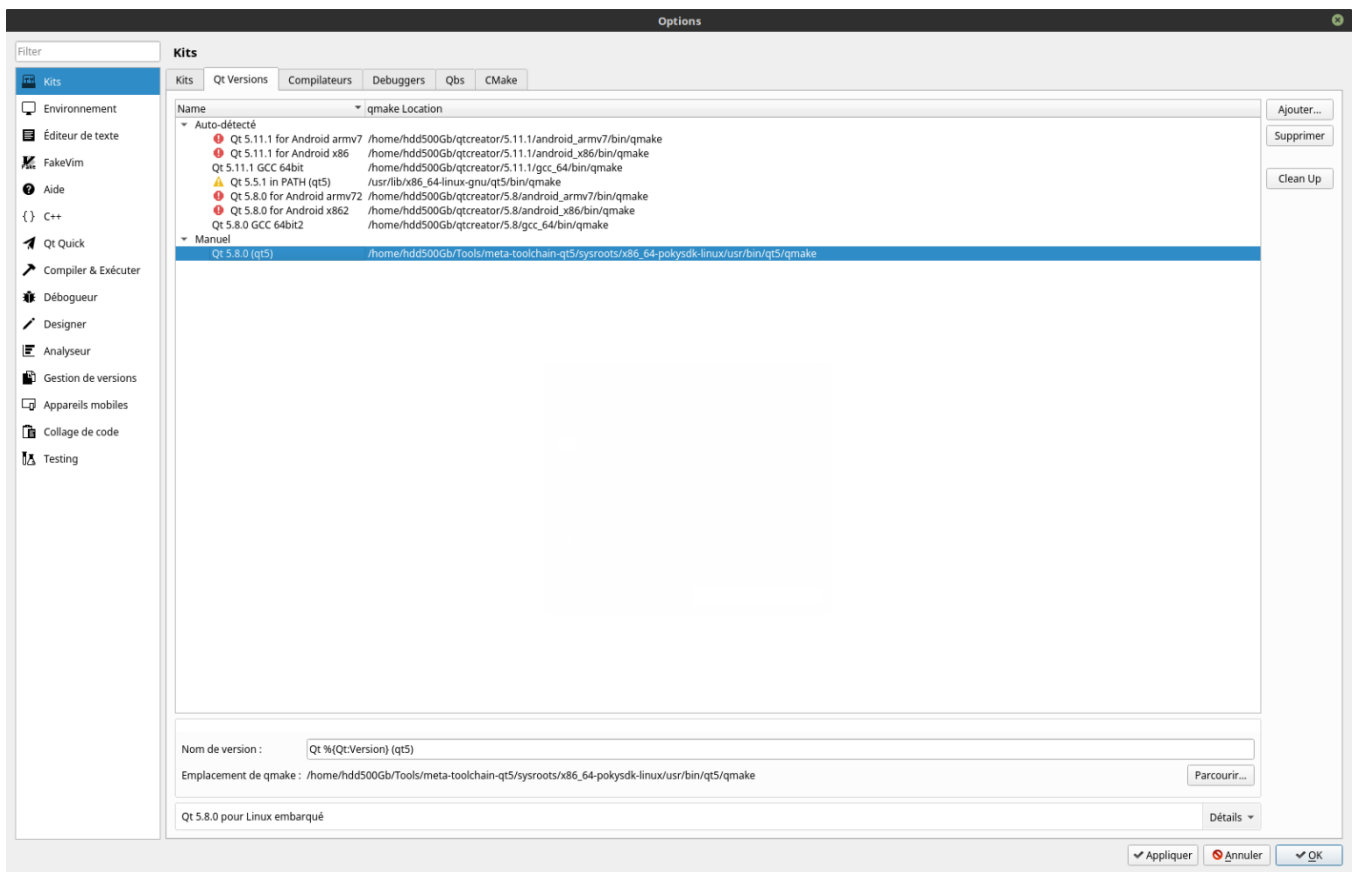 Options
Filter
Kits
Kits
Environnement
Éditeur de texte
FakeVim
Aide
{} C++
Qt Quick
Compiler & Exécuter
Débogueur
Designer
Analyseur
Gestion de versions
Appareils mobiles
Collage de code
Testing
Kits Qt Versions Compilateurs Debuggers Qbs CMake
Name qmake Location
Auto-détecté
Qt 5.11.1 for Android armv7 /home/hdd500Gb/qtcreator/5.11.1/android_armv7/bin/qmake
Qt 5.11.1 for Android x86 /home/hdd500Gb/qtcreator/5.11.1/android_x86/bin/qmake
Qt 5.11.1 GCC 64bit /home/hdd500Gb/qtcreator/5.11.1/gcc_64/bin/qmake
Qt 5.5.1 in PATH (qt5) /usr/lib/x86_64-linux-gnu/qt5/bin/qmake
Qt 5.8.0 for Android armv72 /home/hdd500Gb/qtcreator/5.8/android_armv7/bin/qmake
Qt 5.8.0 for Android x862 /home/hdd500Gb/qtcreator/5.8/android_x86/bin/qmake
Qt 5.8.0 GCC 64bit2 /home/hdd500Gb/qtcreator/5.8/gcc_64/bin/qmake
Manuel
Qt 5.8.0 (qt5) /home/hdd500Gb/Tools/meta-toolchain-qt5/sysroots/x86_64-pokysdk-linux/usr/bin/qt5/qmake
Ajouter...
Supprimer
Clean Up
Nom de version : Qt %{Qt:Version} (qt5)
Emplacement de qmake : /home/hdd500Gb/Tools/meta-toolchain-qt5/sysroots/x86_64-pokysdk-linux/usr/bin/qt5/qmake Parcourir...
Qt 5.8.0 pour Linux embarqué Détails
Appliquer Annuler OK